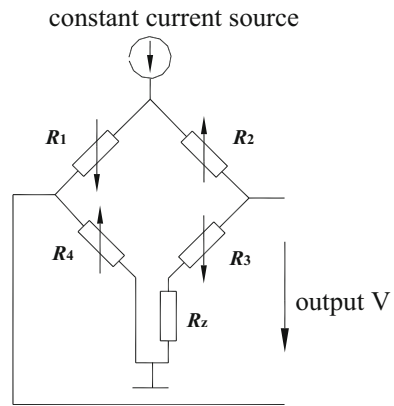 constant current source
R1
R2
R4
R3
Rz
output V